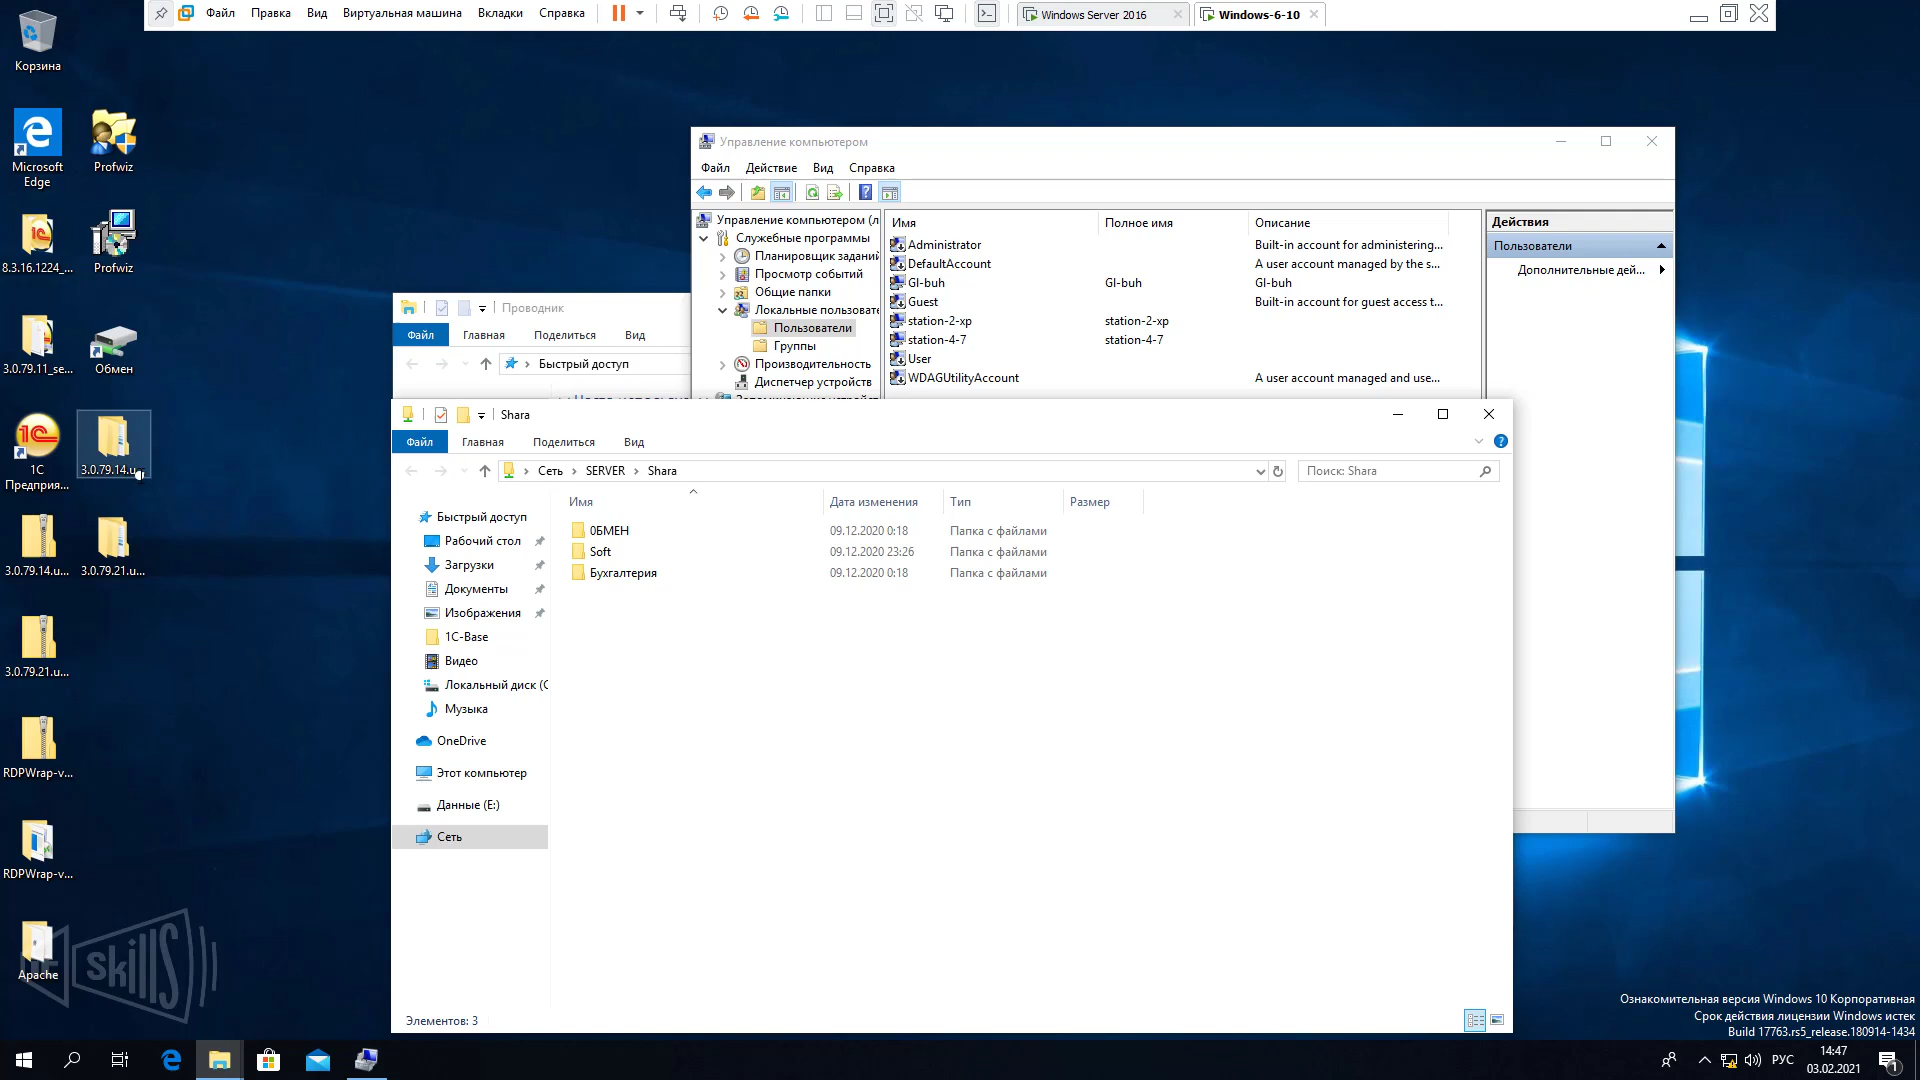 Файл Правка Вид Виртуальная машина Вкладки Справка Windows Server 2016 Windows-6-10
Корзина
Microsoft Edge
Profwiz
8.3.16.1224_...
Profwiz
3.0.79.11_se...
Обмен
1С Предприя...
3.0.79.14.u...
3.0.79.14.u...
3.0.79.21.u...
3.0.79.21.u...
RDPWrap-v...
RDPWrap-v...
Apache
skills
Управление компьютером
Файл Действие Вид Справка
Управление компьютером (л
Служебные программы
Планировщик заданий
Просмотр событий
Общие папки
Локальные пользовате
Пользователи
Группы
Производительность
Диспетчер устройств
Имя Полное имя Описание
Administrator Built-in account for administering...
DefaultAccount A user account managed by the s...
Gl-buh Gl-buh Gl-buh
Guest Built-in account for guest access t...
station-2-xp station-2-xp
station-4-7 station-4-7
User
WDAGUtilityAccount A user account managed and use...
Действия
Пользователи
Дополнительные дей...
Проводник
Файл Главная Поделиться Вид
Быстрый доступ
Shara
Файл Главная Поделиться Вид
Сеть SERVER Shara
Поиск: Shara
Быстрый доступ
Рабочий стол
Загрузки
Документы
Изображения
1C-Base
Видео
Локальный диск (C
Музыка
OneDrive
Этот компьютер
Данные (E:)
Сеть
Имя Дата изменения Тип Размер
0БМЕН 09.12.2020 0:18 Папка с файлами
Soft 09.12.2020 23:26 Папка с файлами
Бухгалтерия 09.12.2020 0:18 Папка с файлами
Элементов: 3
Ознакомительная версия Windows 10 Корпоративная
Срок действия лицензии Windows истек
Build 17763.rs5_release.180914-1434
РУС
14:47
03.02.2021
1